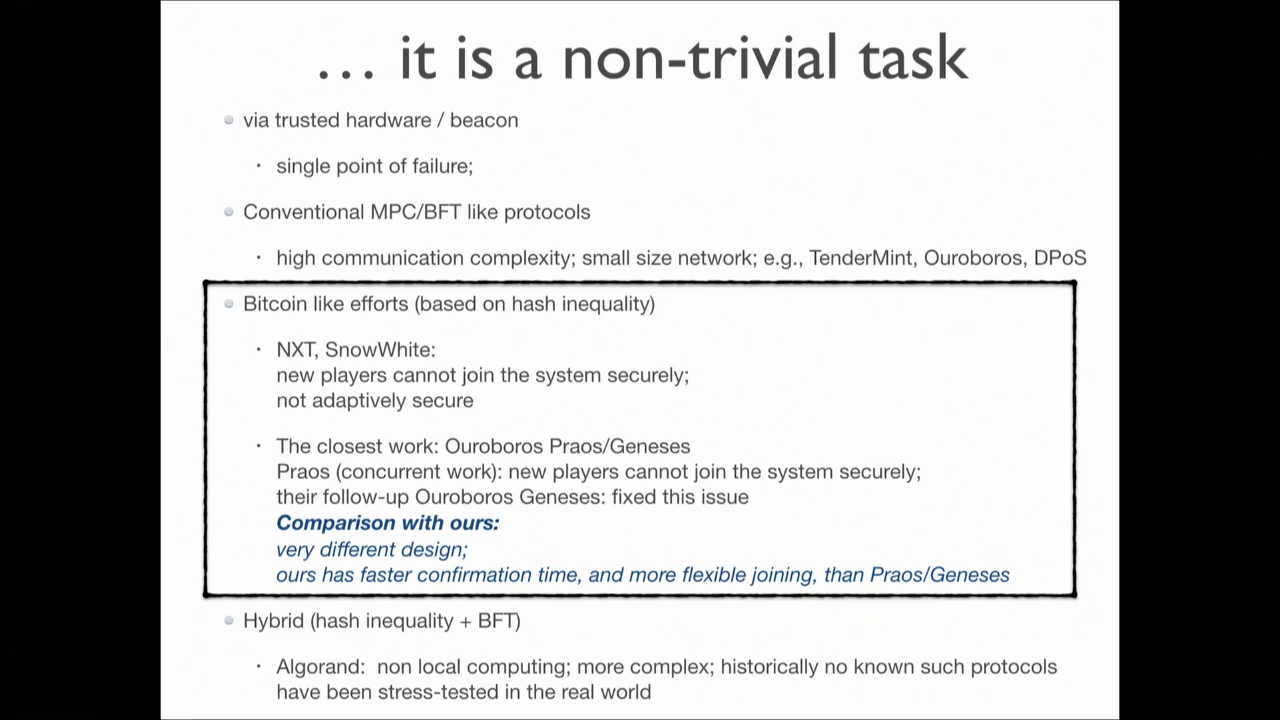 … it is a non-trivial task
via trusted hardware / beacon
single point of failure;
Conventional MPC/BFT like protocols
high communication complexity; small size network; e.g., TenderMint, Ouroboros, DPoS
Bitcoin like efforts (based on hash inequality)
NXT, SnowWhite:
new players cannot join the system securely;
not adaptively secure
The closest work: Ouroboros Praos/Geneses
Praos (concurrent work): new players cannot join the system securely;
their follow-up Ouroboros Geneses: fixed this issue
Comparison with ours:
very different design;
ours has faster confirmation time, and more flexible joining, than Praos/Geneses
Hybrid (hash inequality + BFT)
Algorand:  non local computing; more complex; historically no known such protocols
have been stress-tested in the real world